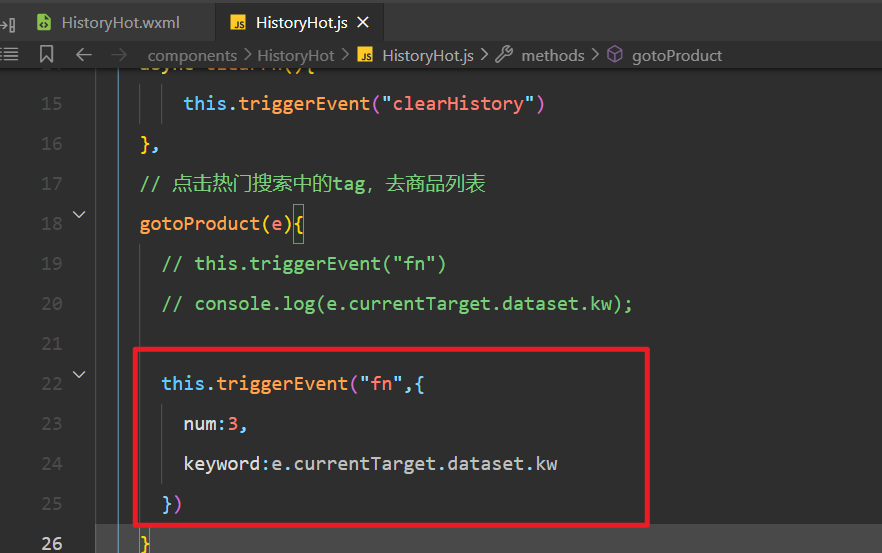 HistoryHot.wxml
JS HistoryHot.js ×
components > HistoryHot > JS HistoryHot.js > methods > gotoProduct
15 this.triggerEvent("clearHistory")
16 },
17 // 点击热门搜索中的tag，去商品列表
18 gotoProduct(e){
19 // this.triggerEvent("fn")
20 // console.log(e.currentTarget.dataset.kw);
21
22 this.triggerEvent("fn",{
23 num:3,
24 keyword:e.currentTarget.dataset.kw
25 })
26 }